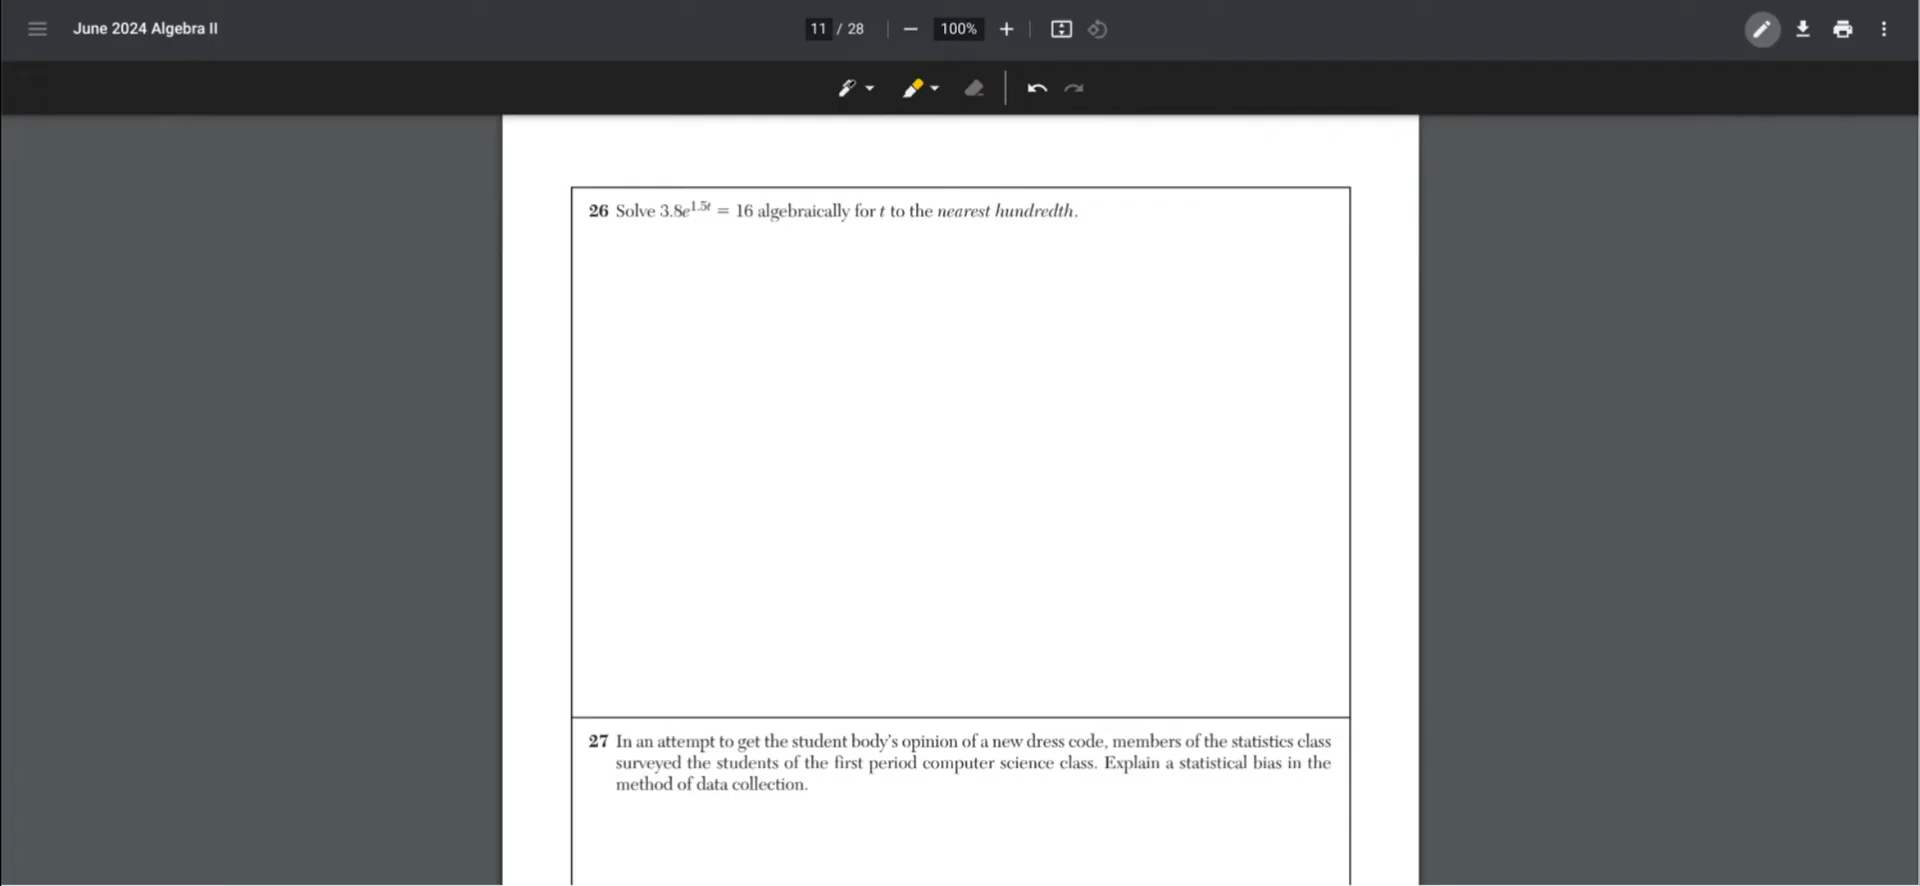 June 2024 Algebra II
11 / 28
100%
26 Solve 3.8e^1.5t = 16 algebraically for t to the nearest hundredth.
27 In an attempt to get the student body's opinion of a new dress code, members of the statistics class
surveyed the students of the first period computer science class. Explain a statistical bias in the
method of data collection.